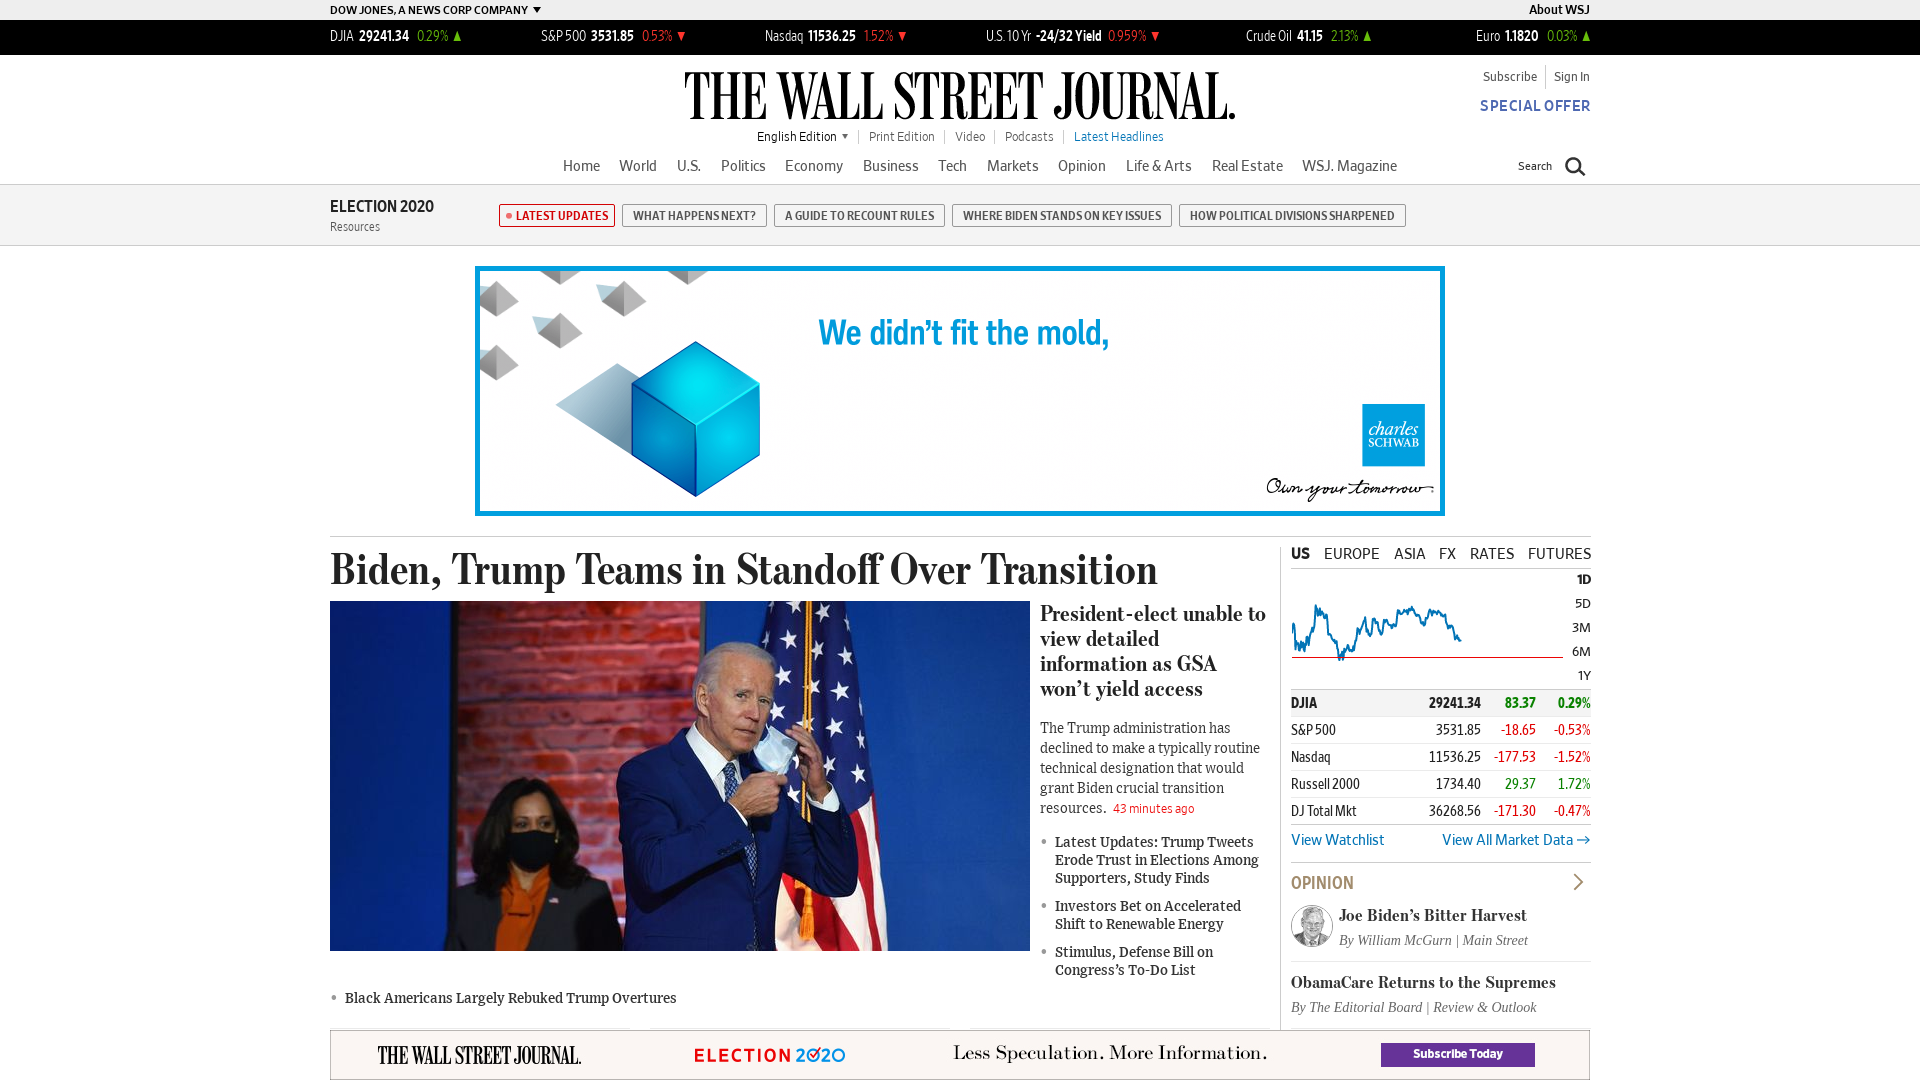 DOW JONES, A NEWS CORP COMPANY
About WSJ
DJIA 29241.34 0.29%
S&P 500 3531.85 0.53%
Nasdaq 11536.25 1.52%
U.S. 10 Yr -24/32 Yield 0.959%
Crude Oil 41.15 2.13%
Euro 1.1820 0.03%
THE WALL STREET JOURNAL.
Subscribe
Sign In
SPECIAL OFFER
English Edition
Print Edition
Video
Podcasts
Latest Headlines
Home World U.S. Politics Economy Business Tech Markets Opinion Life & Arts Real Estate WSJ. Magazine
Search
ELECTION 2020
Resources
LATEST UPDATES
WHAT HAPPENS NEXT?
A GUIDE TO RECOUNT RULES
WHERE BIDEN STANDS ON KEY ISSUES
HOW POLITICAL DIVISIONS SHARPENED
We didn't fit the mold,
charles
SCHWAB
Own your tomorrow
Biden, Trump Teams in Standoff Over Transition
President-elect unable to
view detailed
information as GSA
won't yield access
The Trump administration has
declined to make a typically routine
technical designation that would
grant Biden crucial transition
resources. 43 minutes ago
• Latest Updates: Trump Tweets
Erode Trust in Elections Among
Supporters, Study Finds
• Investors Bet on Accelerated
Shift to Renewable Energy
• Stimulus, Defense Bill on
Congress's To-Do List
• Black Americans Largely Rebuked Trump Overtures
US EUROPE ASIA FX RATES FUTURES
1D
5D
3M
6M
1Y
DJIA 29241.34 83.37 0.29%
S&P 500 3531.85 -18.65 -0.53%
Nasdaq 11536.25 -177.53 -1.52%
Russell 2000 1734.40 29.37 1.72%
DJ Total Mkt 36268.56 -171.30 -0.47%
View Watchlist
View All Market Data →
OPINION
Joe Biden's Bitter Harvest
By William McGurn | Main Street
ObamaCare Returns to the Supremes
By The Editorial Board | Review & Outlook
THE WALL STREET JOURNAL.
ELECTION 2020
Less Speculation. More Information.
Subscribe Today